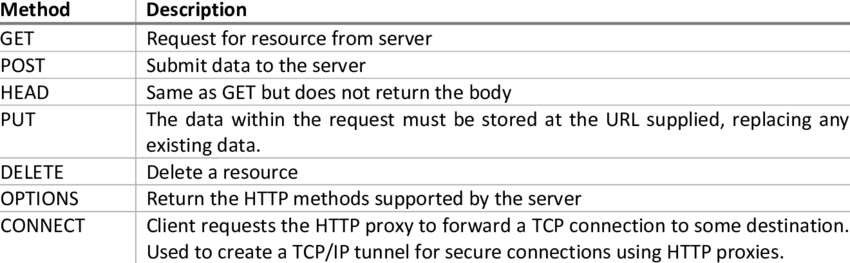 Method Description
GET Request for resource from server
POST Submit data to the server
HEAD Same as GET but does not return the body
PUT The data within the request must be stored at the URL supplied, replacing any
existing data.
DELETE Delete a resource
OPTIONS Return the HTTP methods supported by the server
CONNECT Client requests the HTTP proxy to forward a TCP connection to some destination.
Used to create a TCP/IP tunnel for secure connections using HTTP proxies.